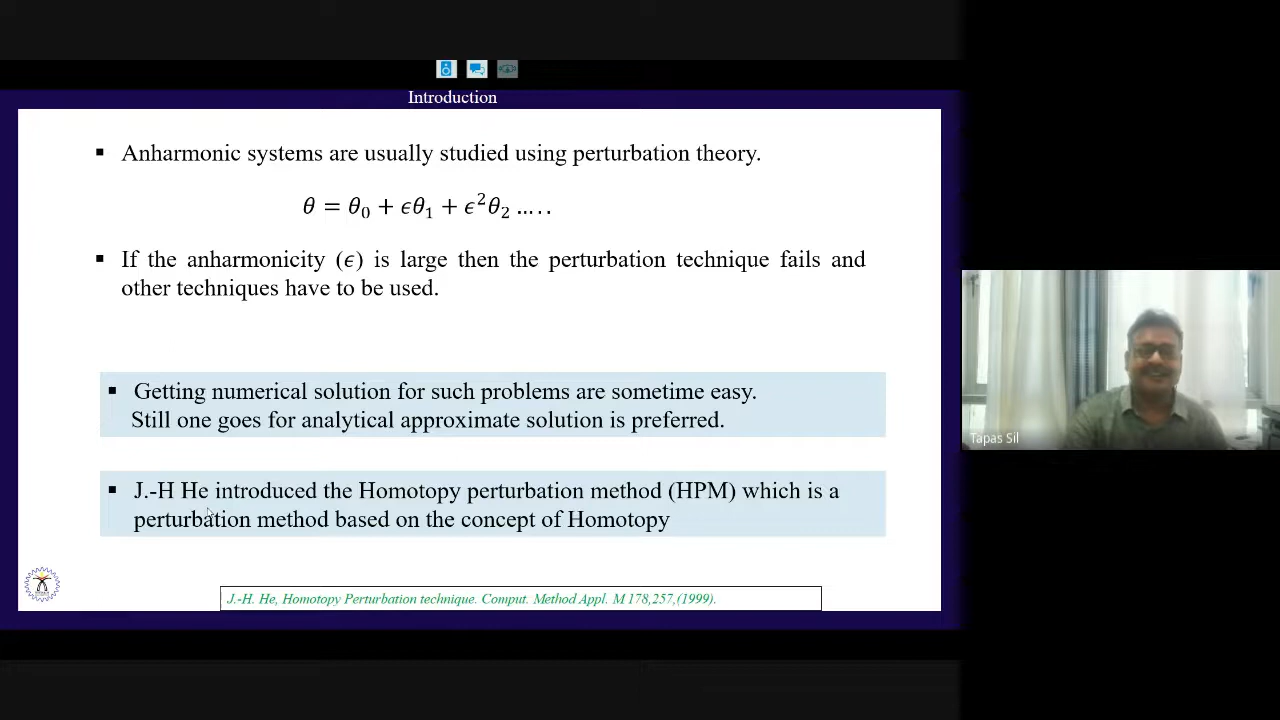 Introduction
▪ Anharmonic systems are usually studied using perturbation theory.
θ = θ₀ + ϵθ₁ + ϵ²θ₂ … . .
▪ If the anharmonicity (ϵ) is large then the perturbation technique fails and
other techniques have to be used.
▪ Getting numerical solution for such problems are sometime easy.
Still one goes for analytical approximate solution is preferred.
▪ J.-H He introduced the Homotopy perturbation method (HPM) which is a
perturbation method based on the concept of Homotopy
J.-H. He, Homotopy Perturbation technique. Comput. Method Appl. M 178,257,(1999).
Tapas Sil